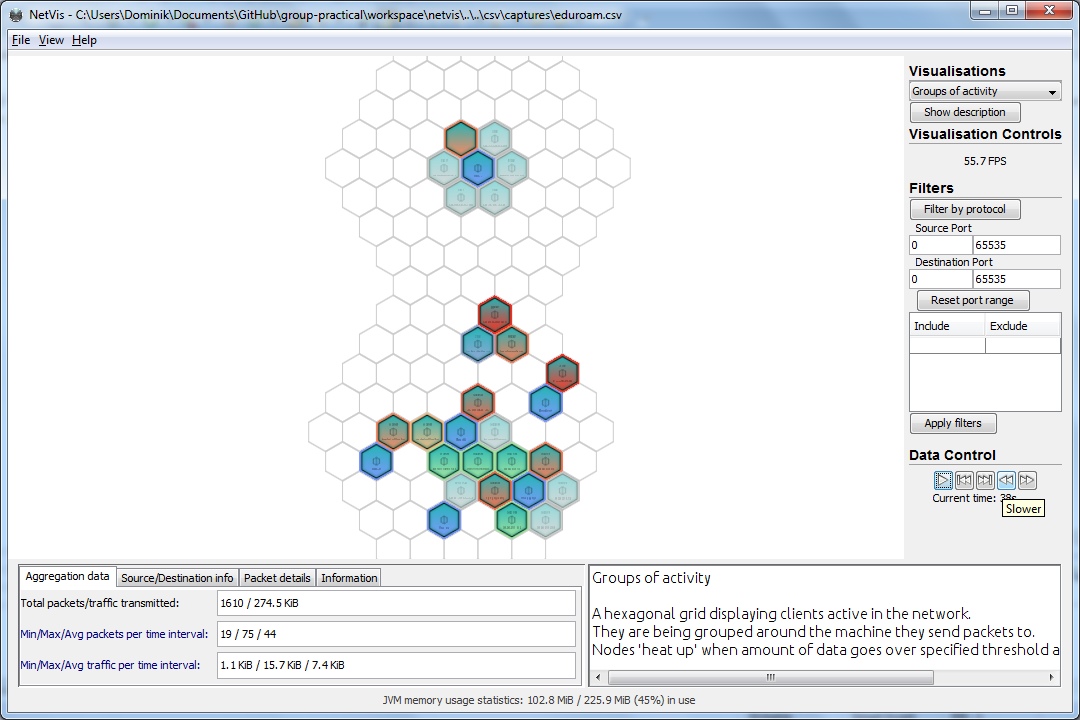 NetVis - C:\Users\Dominik\Documents\GitHub\group-practical\workspace\netvis\..\..\csv\captures\eduroam.csv
File View Help
Visualisations
Groups of activity
Show description
Visualisation Controls
55.7 FPS
Filters
Filter by protocol
Source Port
0 65535
Destination Port
0 65535
Reset port range
Include Exclude
Apply filters
Data Control
Current time: 38s
Slower
Aggregation data Source/Destination info Packet details Information
Total packets/traffic transmitted: 1610 / 274.5 KiB
Min/Max/Avg packets per time interval: 19 / 75 / 44
Min/Max/Avg traffic per time interval: 1.1 KiB / 15.7 KiB / 7.4 KiB
Groups of activity
A hexagonal grid displaying clients active in the network.
They are being grouped around the machine they send packets to.
Nodes 'heat up' when amount of data goes over specified threshold a
JVM memory usage statistics: 102.8 MiB / 225.9 MiB (45%) in use